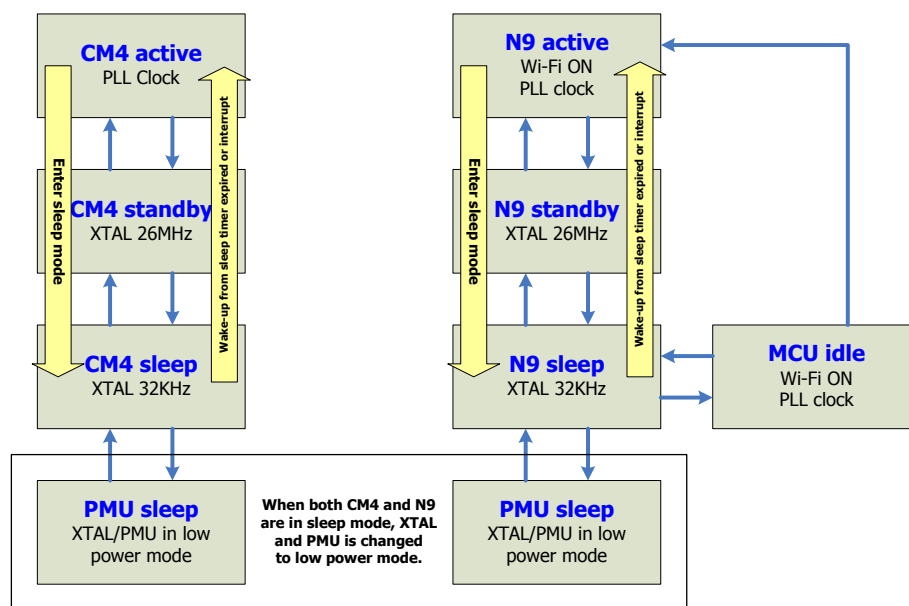 CM4 active
PLL Clock
Enter sleep mode
Wake-up from sleep timer expired or interrupt
CM4 standby
XTAL 26MHz
CM4 sleep
XTAL 32KHz
PMU sleep
XTAL/PMU in low
power mode
When both CM4 and N9
are in sleep mode, XTAL
and PMU is changed
to low power mode.
N9 active
Wi-Fi ON
PLL clock
Enter sleep mode
Wake-up from sleep timer expired or interrupt
N9 standby
XTAL 26MHz
N9 sleep
XTAL 32KHz
MCU idle
Wi-Fi ON
PLL clock
PMU sleep
XTAL/PMU in low
power mode